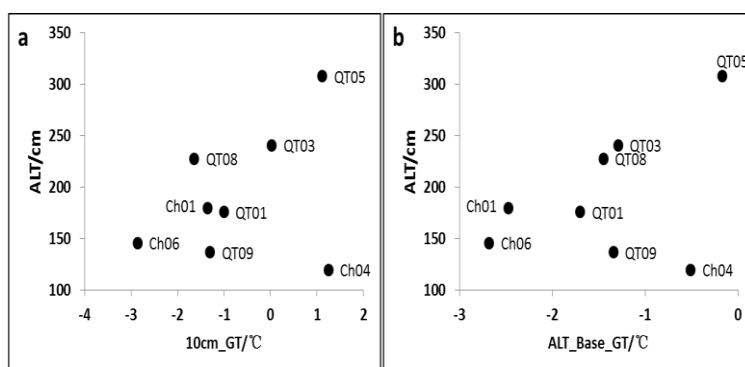 a
ALT/cm
350
300
250
200
150
100
QT05
QT03
QT08
Ch01
QT01
Ch06
QT09
Ch04
-4 -3 -2 -1 0 1 2
10cm_GT/℃
b
ALT/cm
350
300
250
200
150
100
QT05
QT03
QT08
Ch01
QT01
Ch06
QT09
Ch04
-3 -2 -1 0
ALT_Base_GT/℃